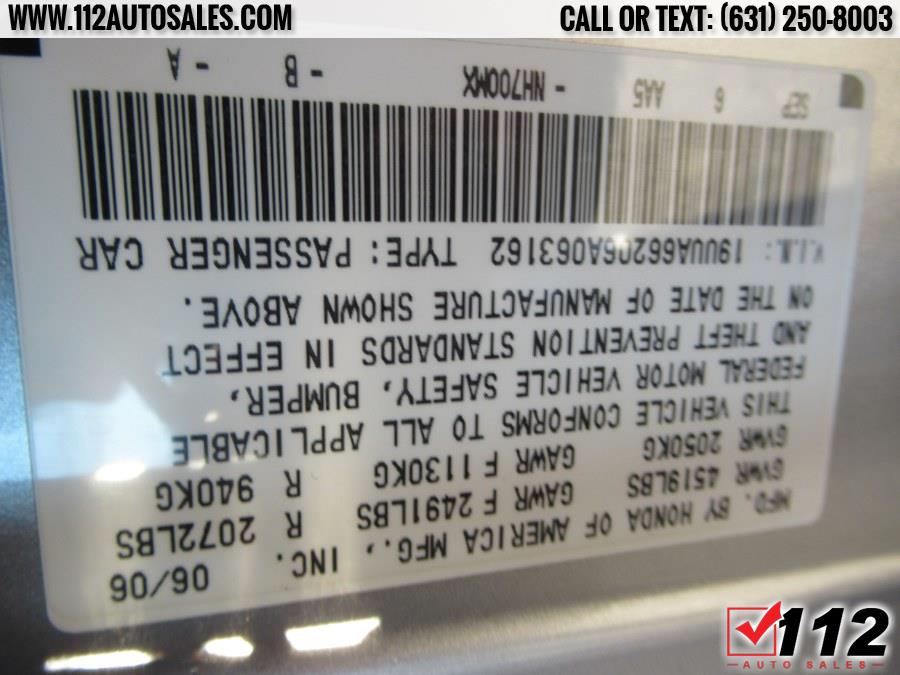 WWW.112AUTOSALES.COM
CALL OR TEXT: (631) 250-8003
MFD. BY HONDA OF AMERICA MFG., INC. 06/06
GVWR 4519LBS GAWR F 2491LBS R 2072LBS
GVWR 2050KG GAWR F 1130KG R 940KG
THIS VEHICLE CONFORMS TO ALL APPLICABLE
FEDERAL MOTOR VEHICLE SAFETY, BUMPER,
AND THEFT PREVENTION STANDARDS IN EFFECT
ON THE DATE OF MANUFACTURE SHOWN ABOVE.
V.I.N.: 19UUA66206A063162 TYPE: PASSENGER CAR
SEP 6 AA5 - NH700MX - B - A
112
AUTO SALES